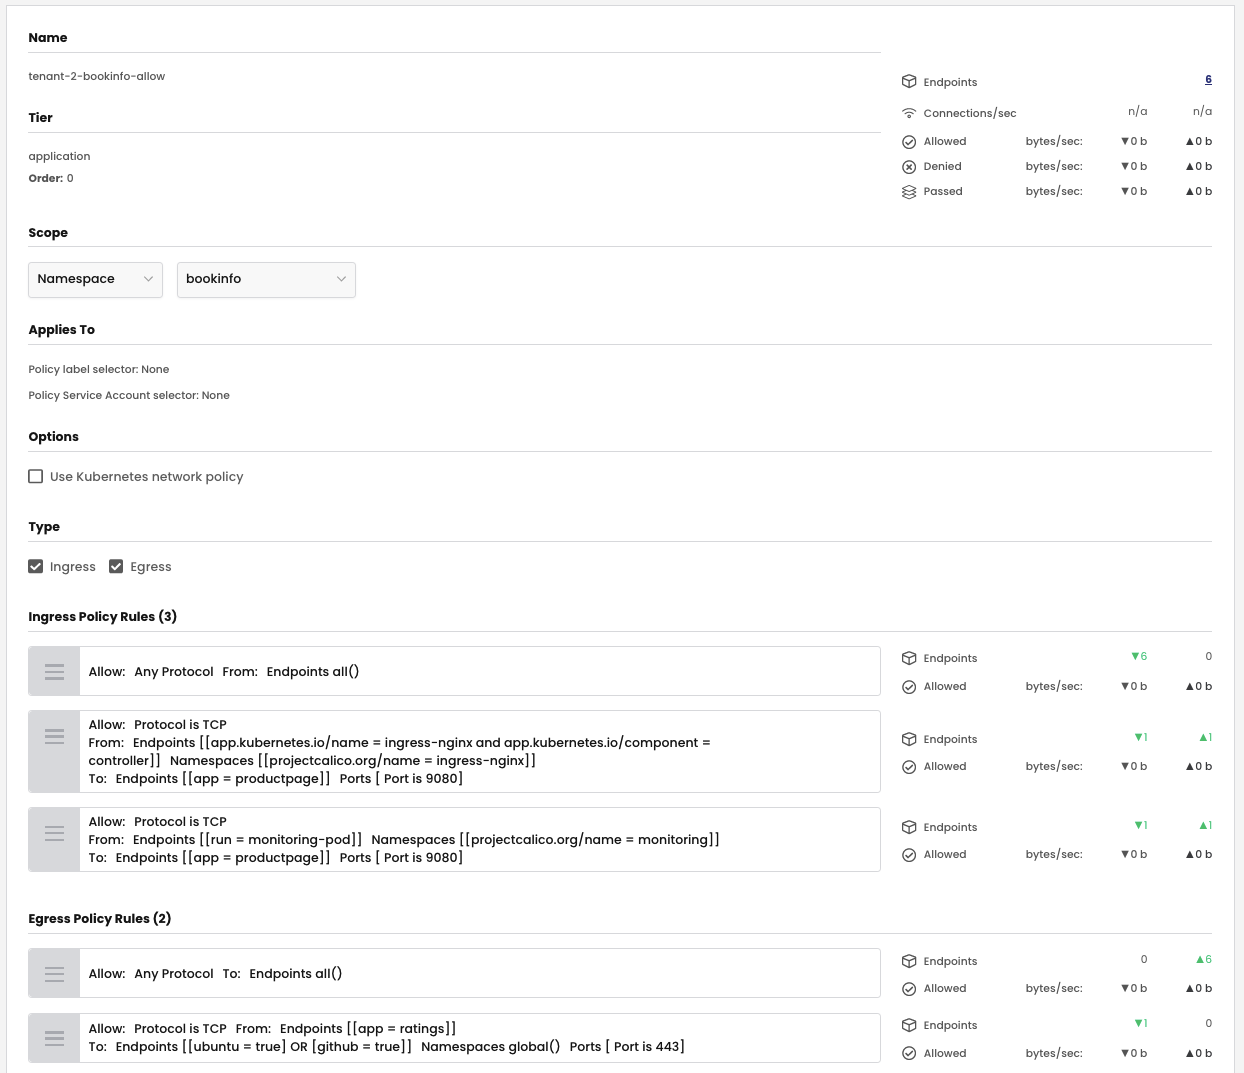 Name
tenant-2-bookinfo-allow
Endpoints 6
Connections/sec n/a n/a
Tier
Allowed bytes/sec: ▼0 b ▲0 b
application
Denied bytes/sec: ▼0 b ▲0 b
Order: 0
Passed bytes/sec: ▼0 b ▲0 b
Scope
Namespace bookinfo
Applies To
Policy label selector: None
Policy Service Account selector: None
Options
Use Kubernetes network policy
Type
Ingress Egress
Ingress Policy Rules (3)
Allow: Any Protocol From: Endpoints all()
Endpoints ▼6 0
Allowed bytes/sec: ▼0 b ▲0 b
Allow: Protocol is TCP
From: Endpoints [[app.kubernetes.io/name = ingress-nginx and app.kubernetes.io/component =
controller]] Namespaces [[projectcalico.org/name = ingress-nginx]]
To: Endpoints [[app = productpage]] Ports [ Port is 9080]
Endpoints ▼1 ▲1
Allowed bytes/sec: ▼0 b ▲0 b
Allow: Protocol is TCP
From: Endpoints [[run = monitoring-pod]] Namespaces [[projectcalico.org/name = monitoring]]
To: Endpoints [[app = productpage]] Ports [ Port is 9080]
Endpoints ▼1 ▲1
Allowed bytes/sec: ▼0 b ▲0 b
Egress Policy Rules (2)
Allow: Any Protocol To: Endpoints all()
Endpoints 0 ▲6
Allowed bytes/sec: ▼0 b ▲0 b
Allow: Protocol is TCP From: Endpoints [[app = ratings]]
To: Endpoints [[ubuntu = true] OR [github = true]] Namespaces global() Ports [ Port is 443]
Endpoints ▼1 0
Allowed bytes/sec: ▼0 b ▲0 b